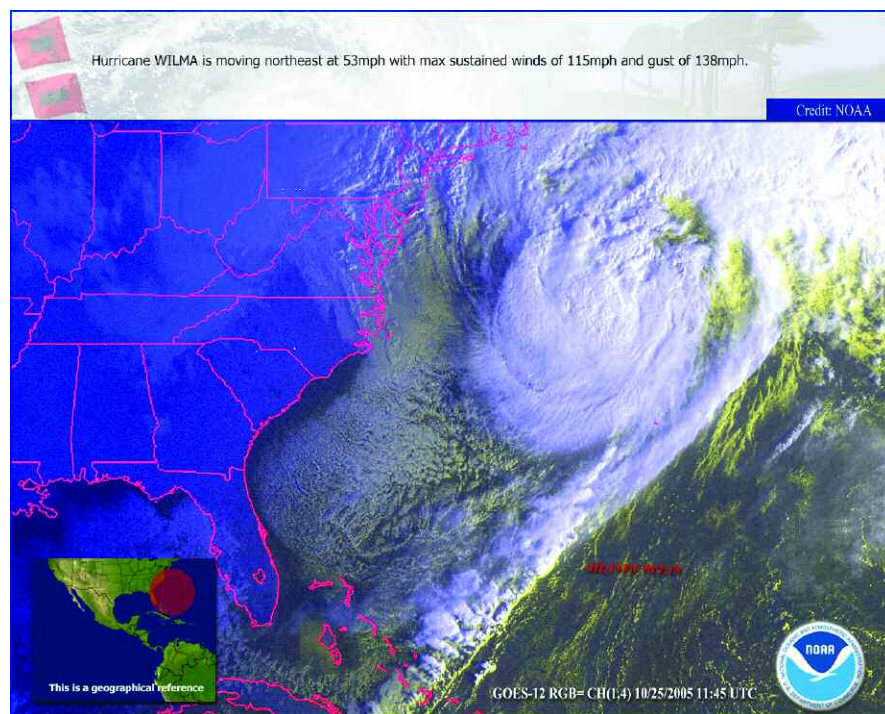 Hurricane WILMA is moving northeast at 53mph with max sustained winds of 115mph and gust of 138mph.
Credit: NOAA
This is a geographical reference
GOES-12 RGB= CH(1,4) 10/25/2005 11:45 UTC
NOAA